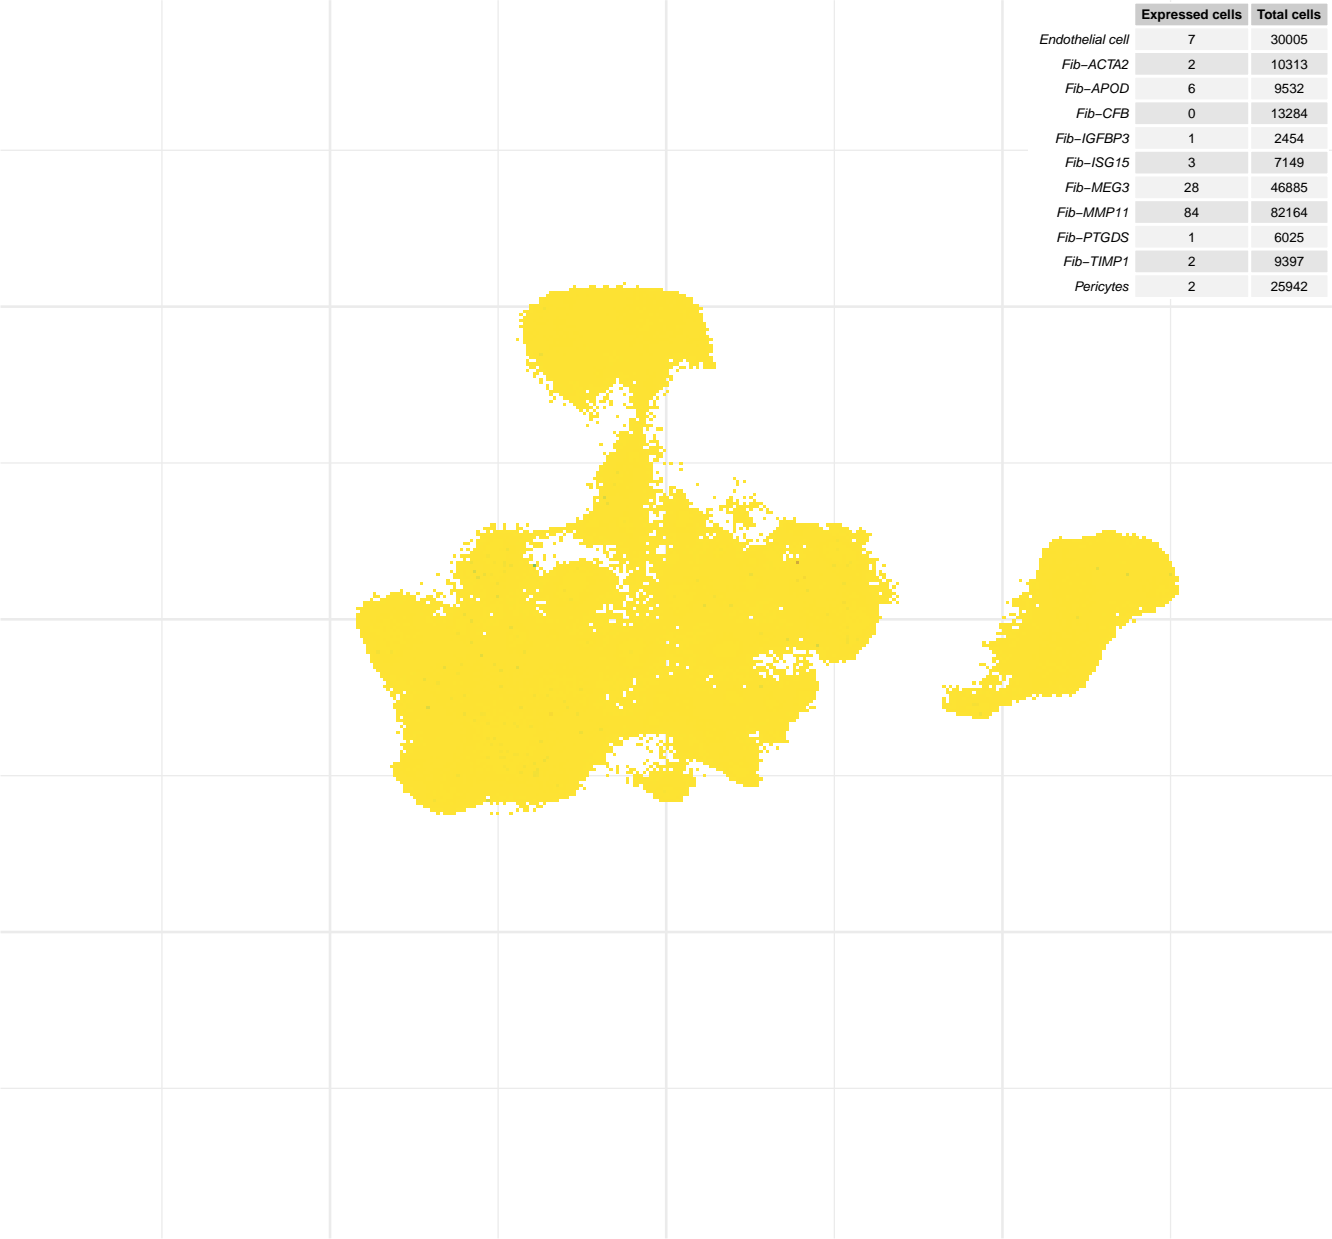 Expressed cells Total cells
Endothelial cell 7 30005
Fib−ACTA2 2 10313
Fib−APOD 6 9532
Fib−CFB 0 13284
Fib−IGFBP3 1 2454
Fib−ISG15 3 7149
Fib−MEG3 28 46885
Fib−MMP11 84 82164
Fib−PTGDS 1 6025
Fib−TIMP1 2 9397
Pericytes 2 25942